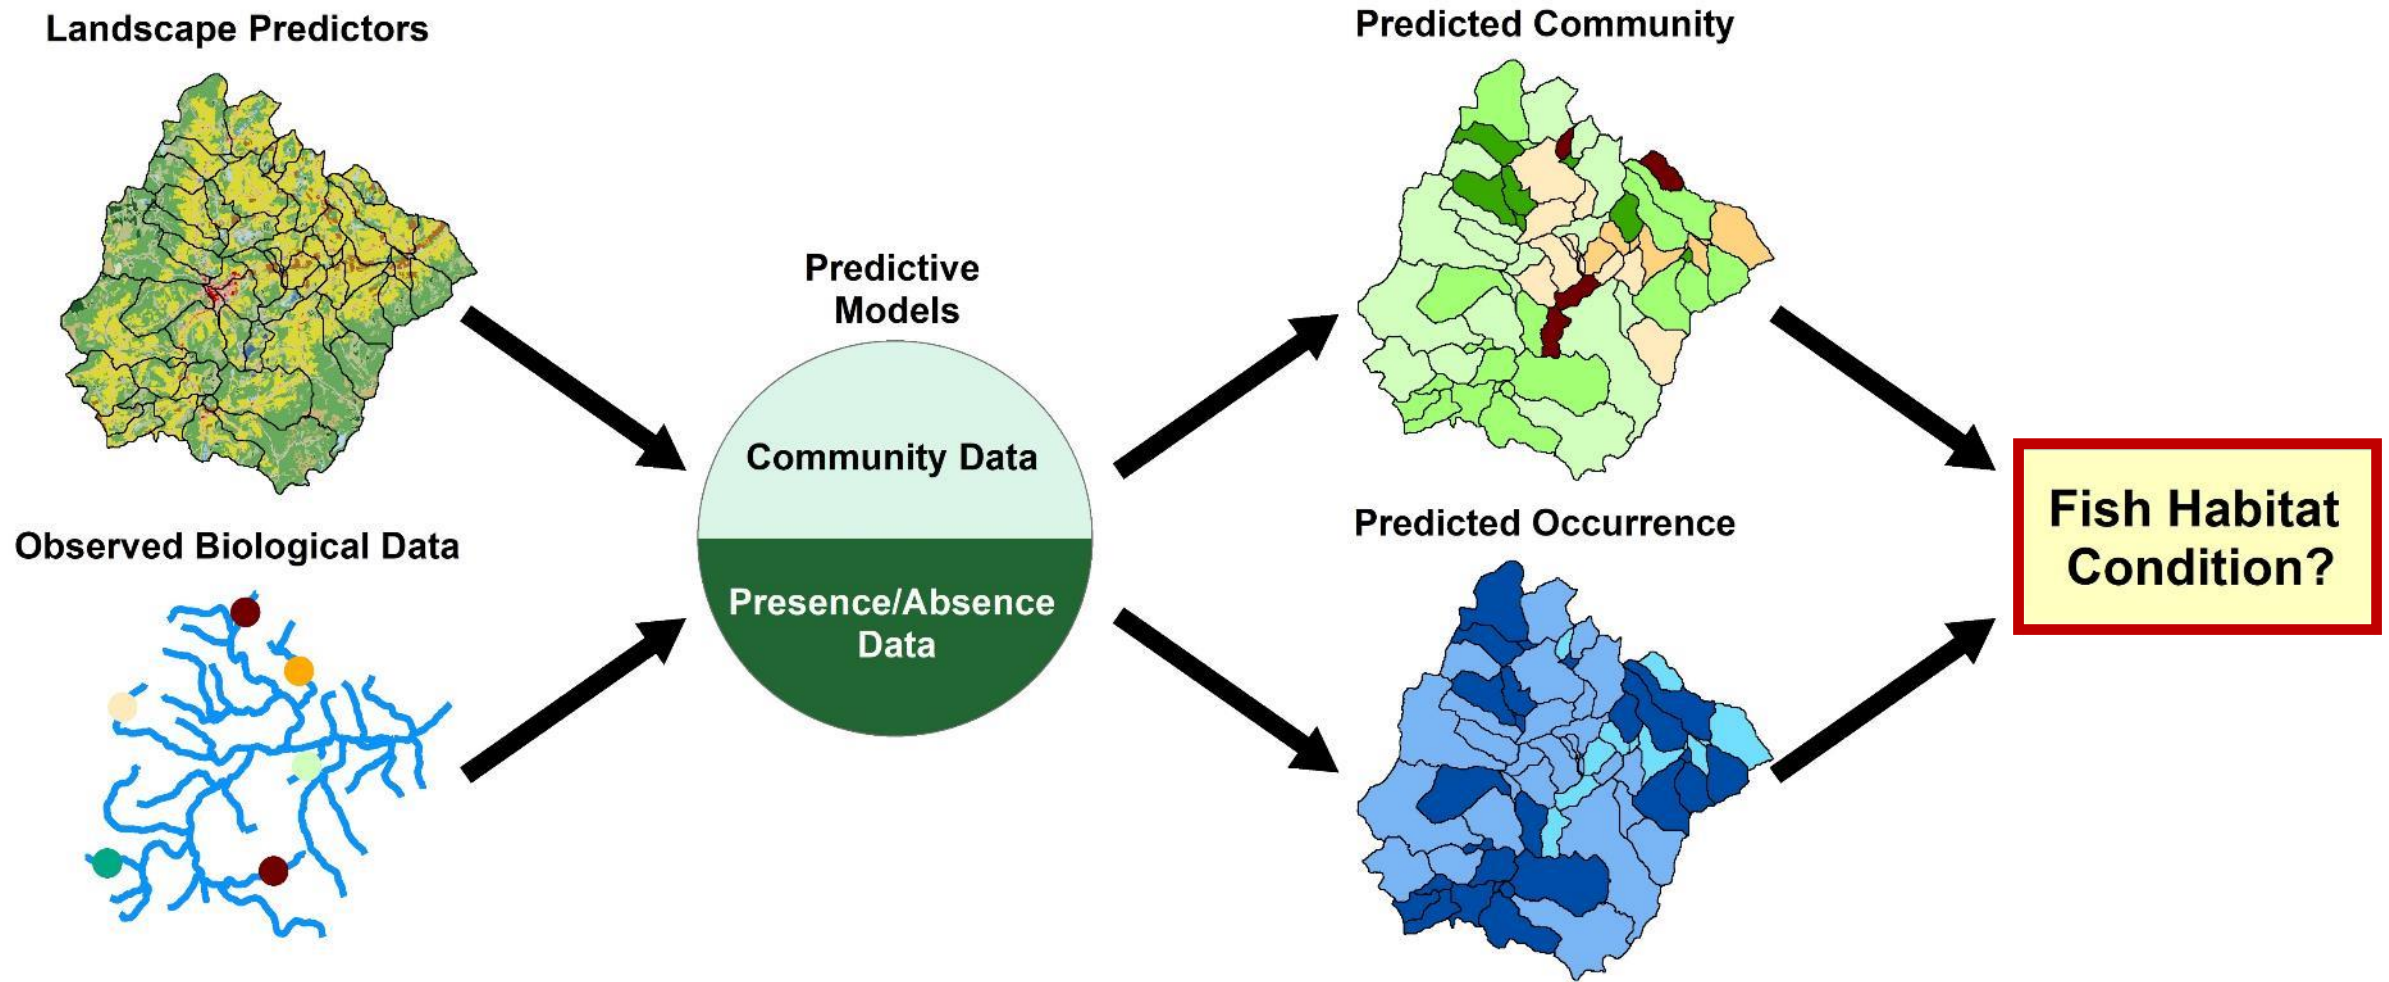 Landscape Predictors
Observed Biological Data
Predictive
Models
Community Data
Presence/Absence
Data
Predicted Community
Predicted Occurrence
Fish Habitat
Condition?